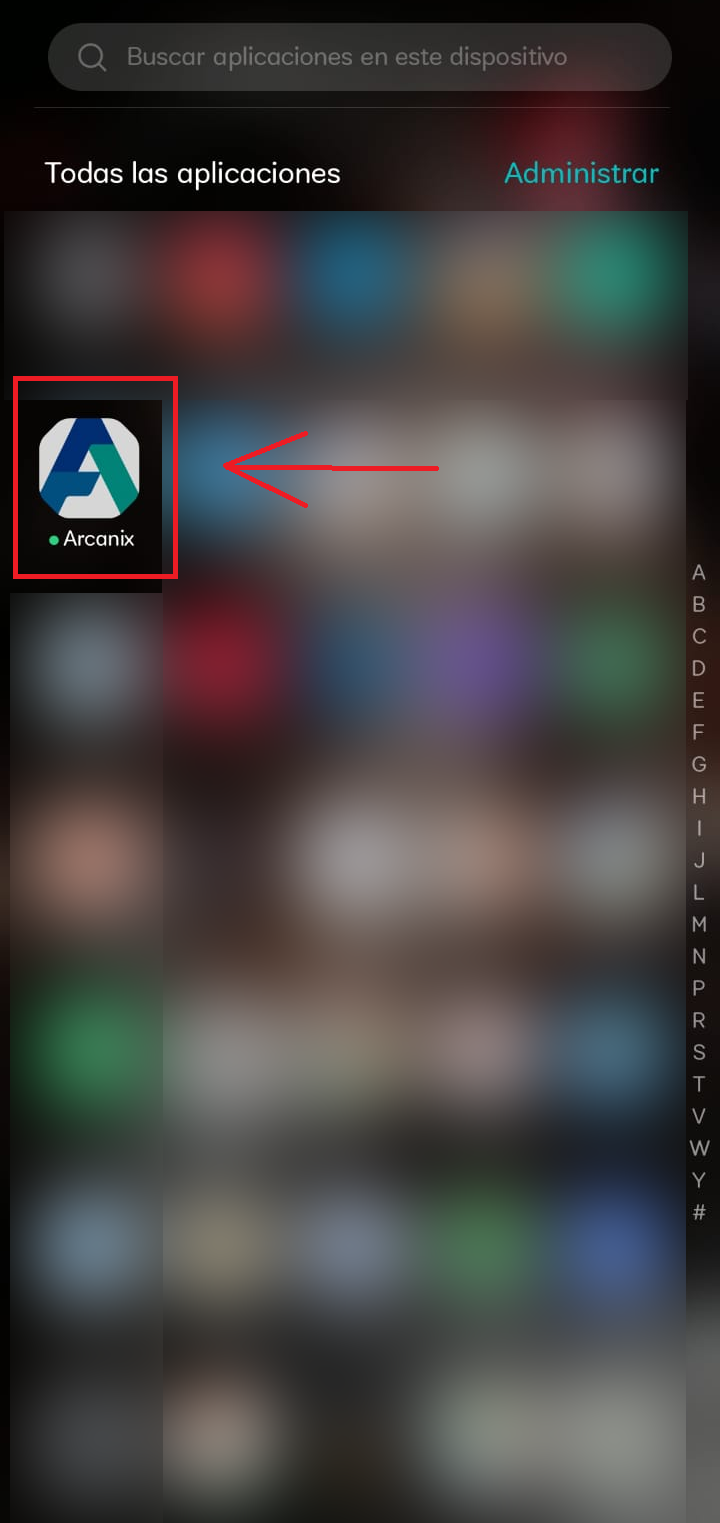 Buscar aplicaciones en este dispositivo
Todas las aplicaciones
Administrar
Arcanix
A
B
C
D
E
F
G
H
I
J
L
M
N
P
R
S
T
V
W
Y
#